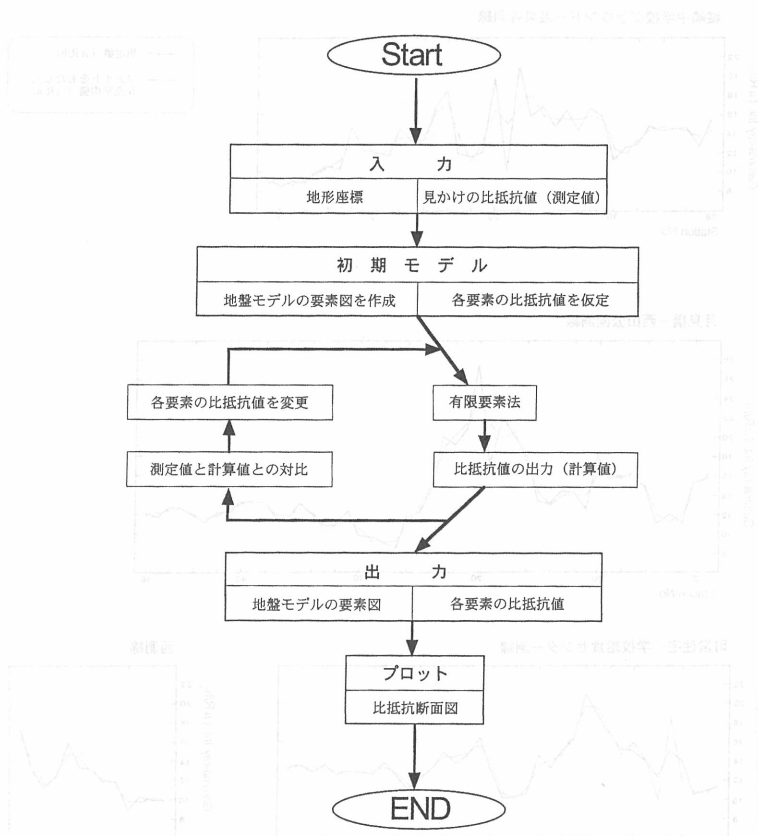 Start
入 力
地形座標 見かけの比抵抗値（測定値）
初 期 モ デ ル
地盤モデルの要素図を作成 各要素の比抵抗値を仮定
各要素の比抵抗値を変更 有限要素法
測定値と計算値との対比 比抵抗値の出力（計算値）
出 力
地盤モデルの要素図 各要素の比抵抗値
プロット
比抵抗断面図
END